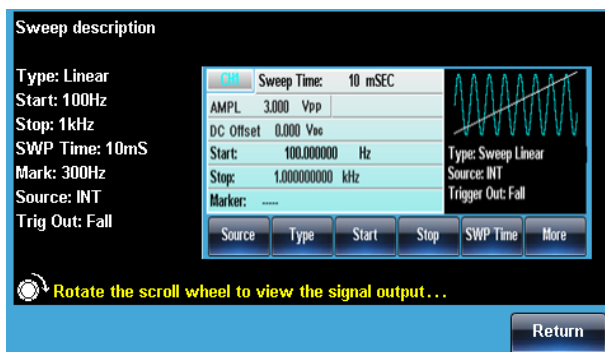 Sweep description
Type: Linear
Start: 100Hz
Stop: 1kHz
SWP Time: 10mS
Mark: 300Hz
Source: INT
Trig Out: Fall
CH1 Sweep Time: 10 mSEC
AMPL 3.000 Vpp
DC Offset 0.000 VDC
Start: 100.000000 Hz
Stop: 1.000000000 kHz
Marker: -----
Type: Sweep Linear
Source: INT
Trigger Out: Fall
Source Type Start Stop SWP Time More
Rotate the scroll wheel to view the signal output...
Return